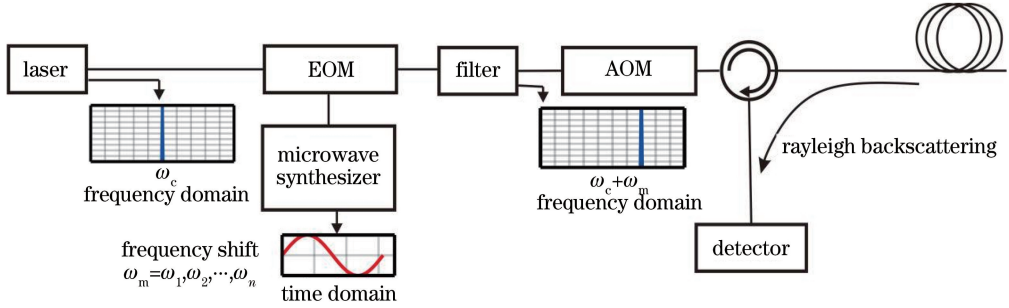 laser
EOM
filter
AOM
ω_c
frequency domain
microwave
synthesizer
ω_c+ω_m
frequency domain
rayleigh backscattering
detector
frequency shift
ω_m=ω_1,ω_2,⋯,ω_n
time domain